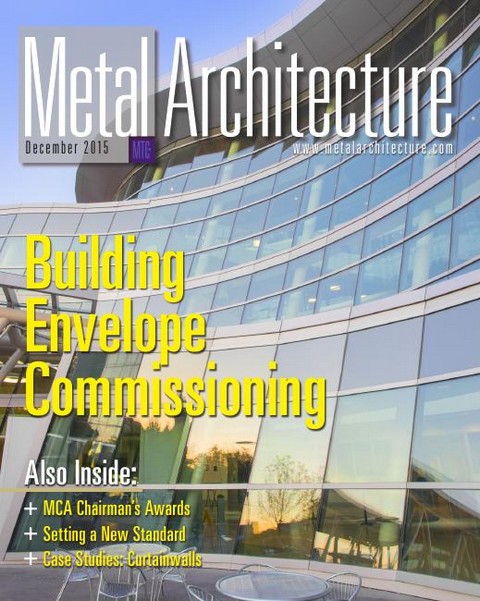 Metal Architecture
December 2015
MTC
www.metalarchitecture.com
Building
Envelope
Commissioning
Also Inside:
+ MCA Chairman's Awards
+ Setting a New Standard
+ Case Studies: Curtainwalls